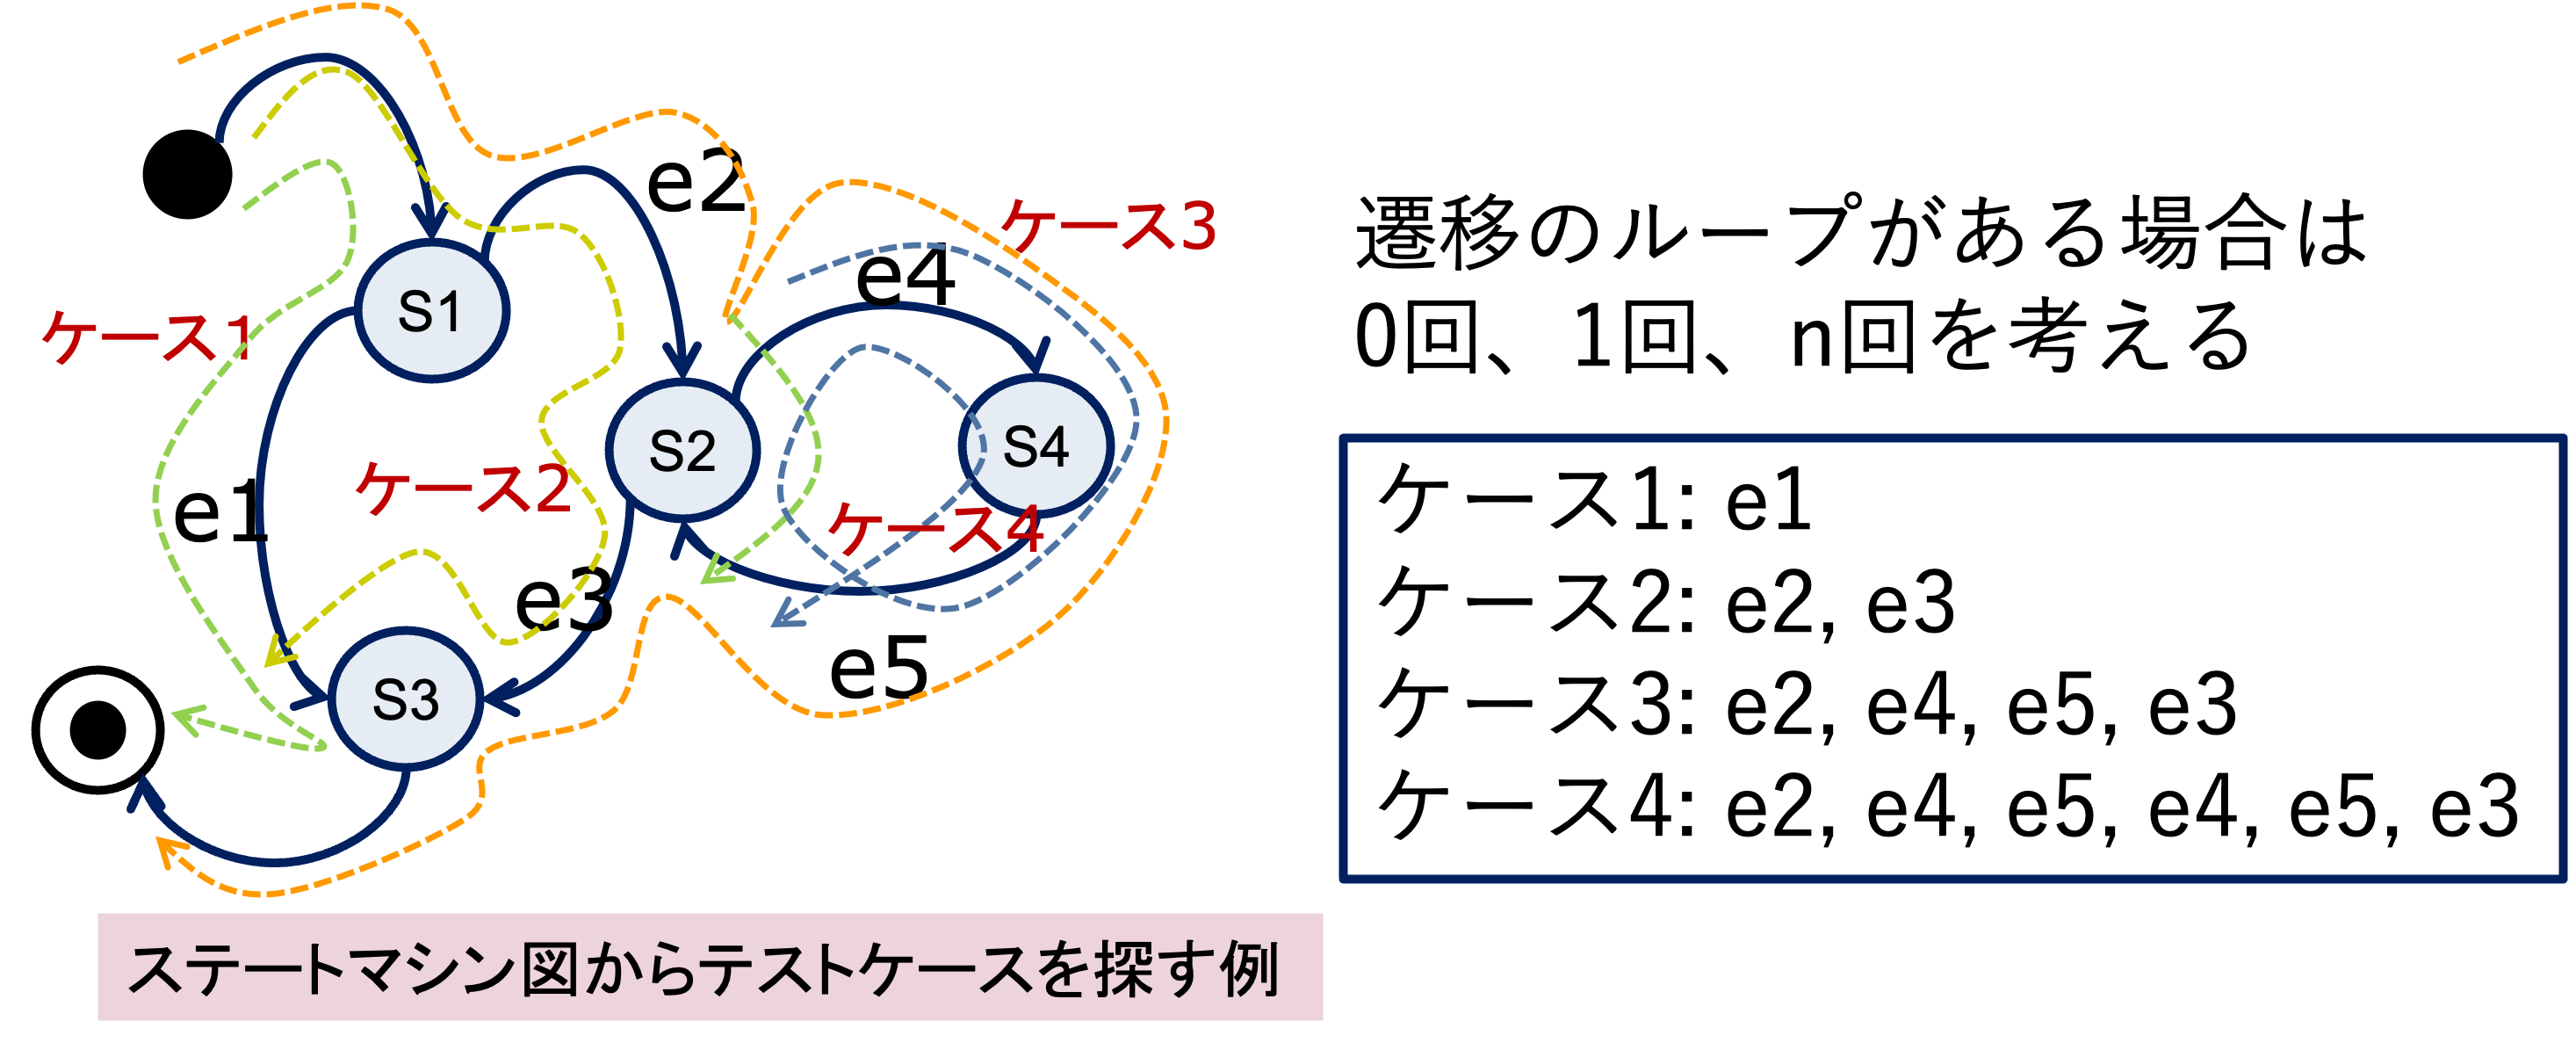 e2
ケース3
e4
S1
ケース1
S2
S4
ケース2
e1
ケース4
e3
e5
S3
遷移のループがある場合は
0回、1回、n回を考える
ケース1: e1
ケース2: e2, e3
ケース3: e2, e4, e5, e3
ケース4: e2, e4, e5, e4, e5, e3
ステートマシン図からテストケースを探す例